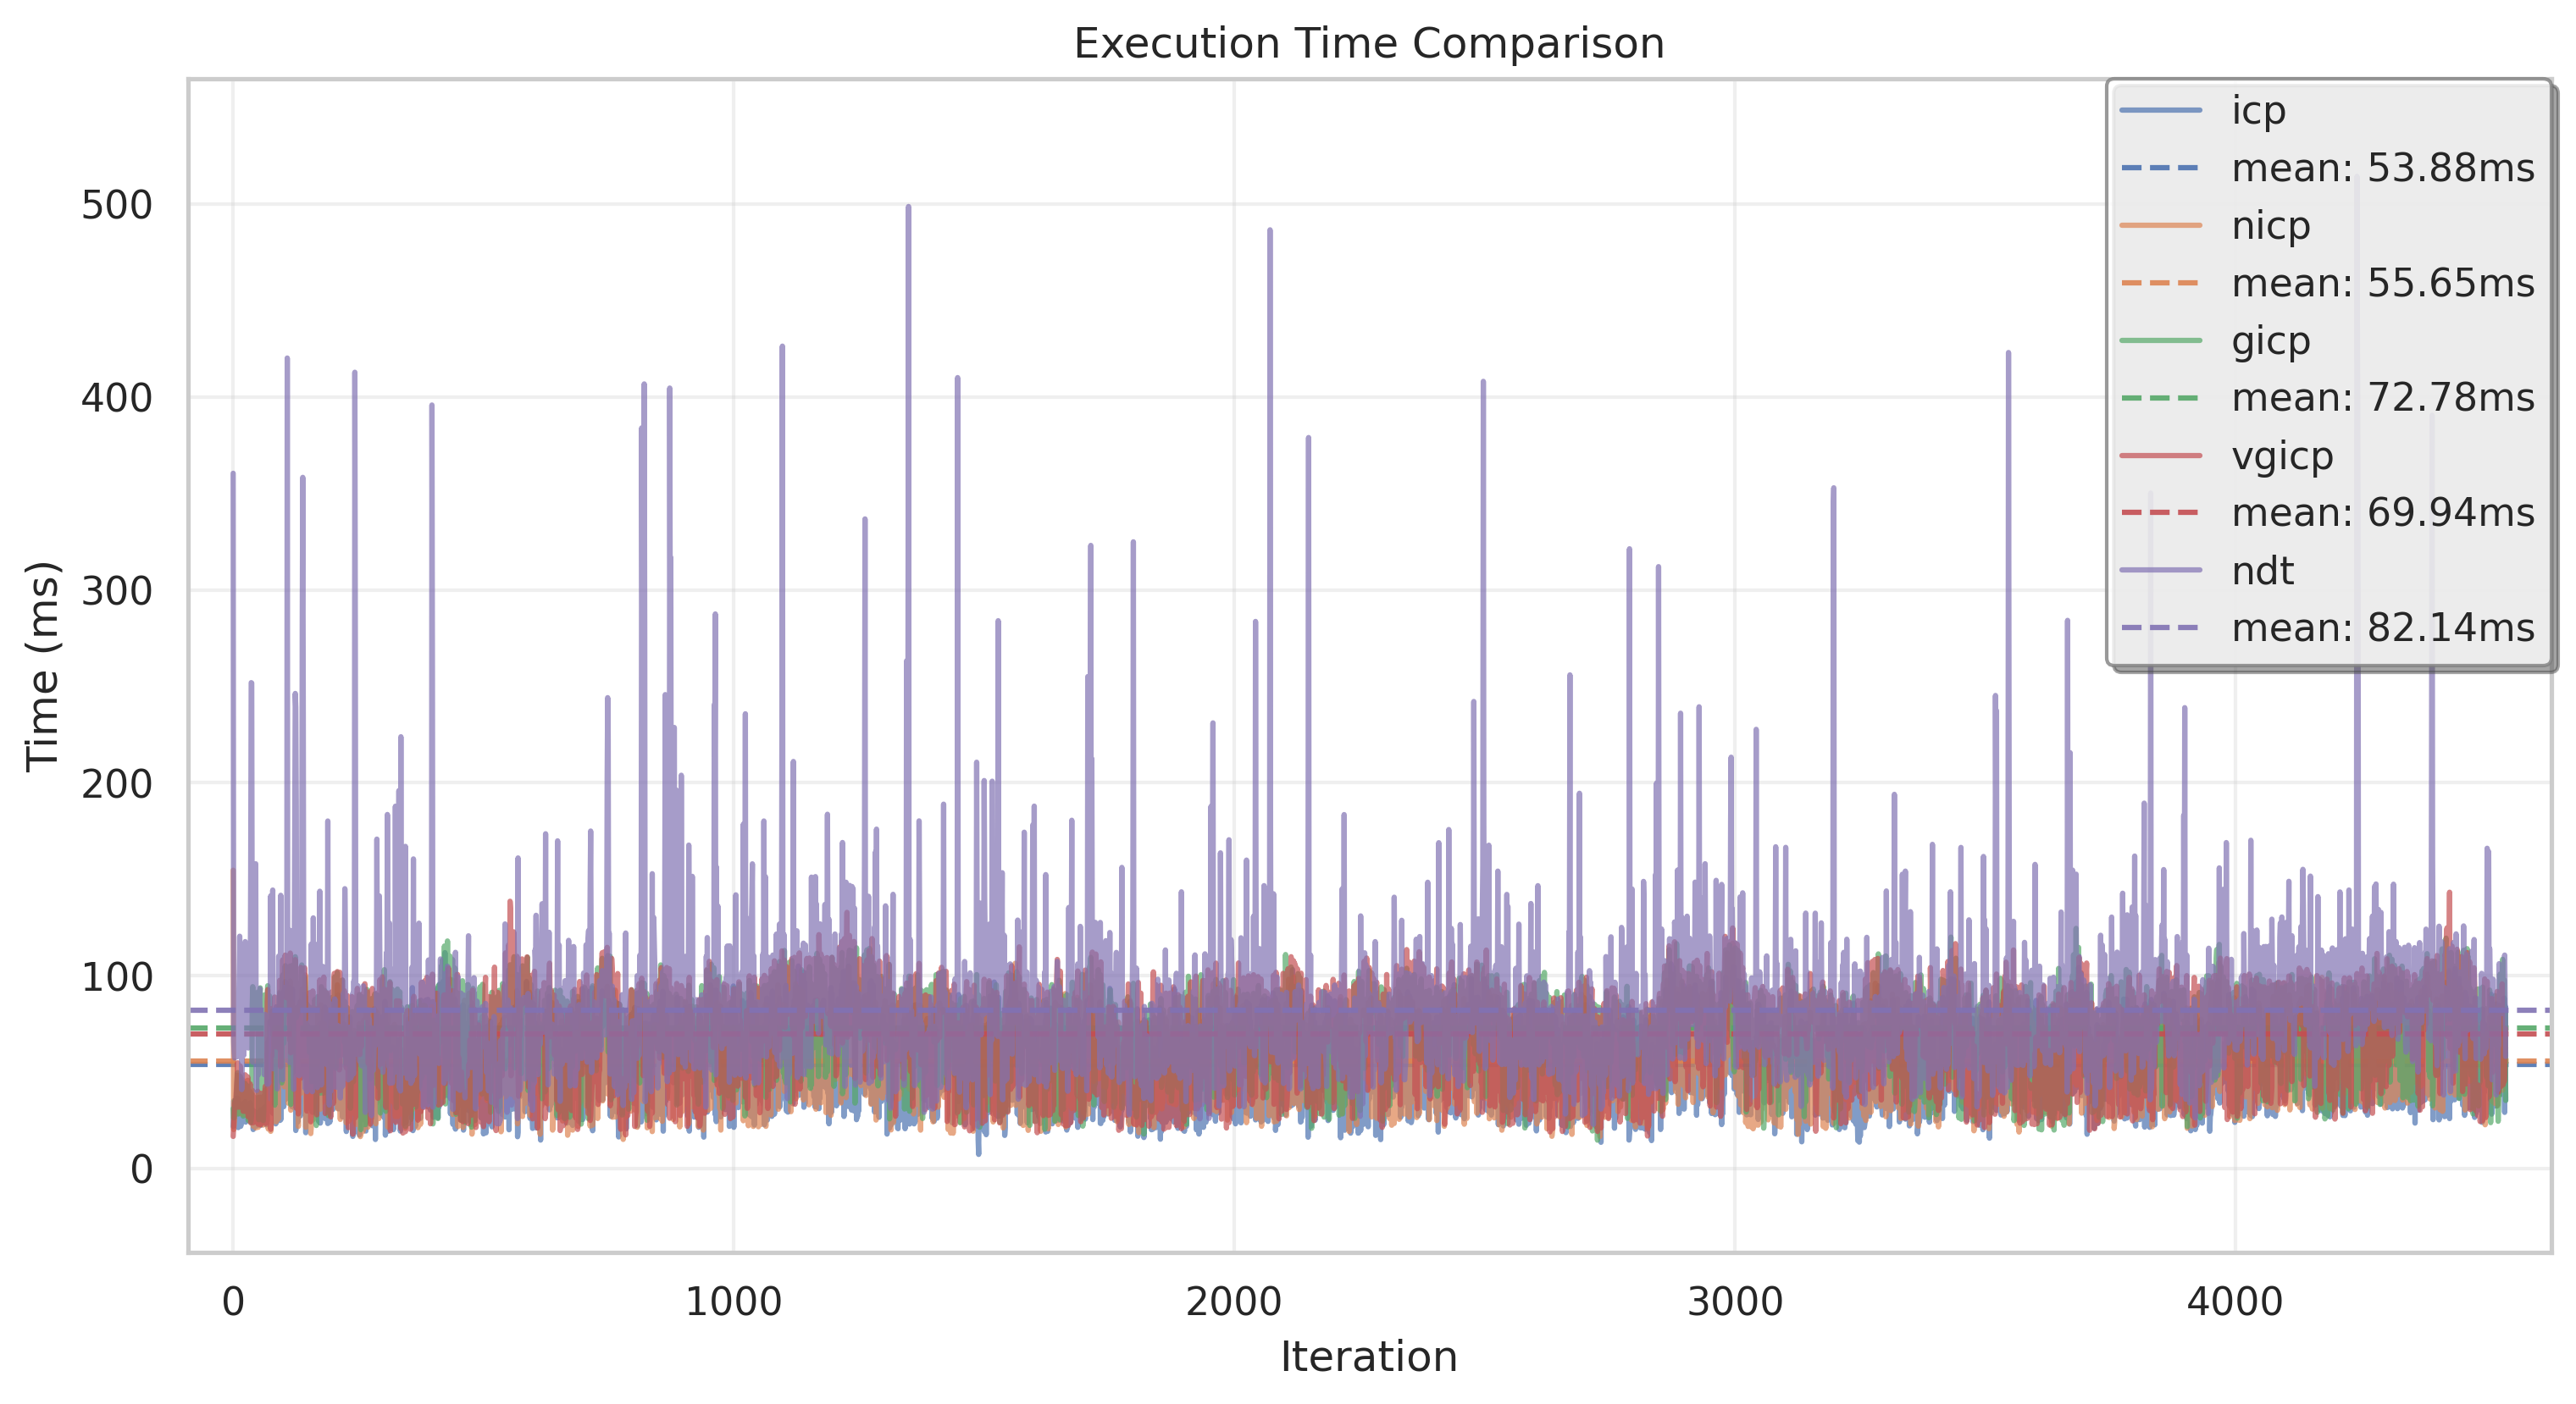 Execution Time Comparison
icp
mean: 53.88ms
nicp
mean: 55.65ms
gicp
mean: 72.78ms
vgicp
mean: 69.94ms
ndt
mean: 82.14ms
Time (ms)
500
400
300
200
100
0
0 1000 2000 3000 4000
Iteration